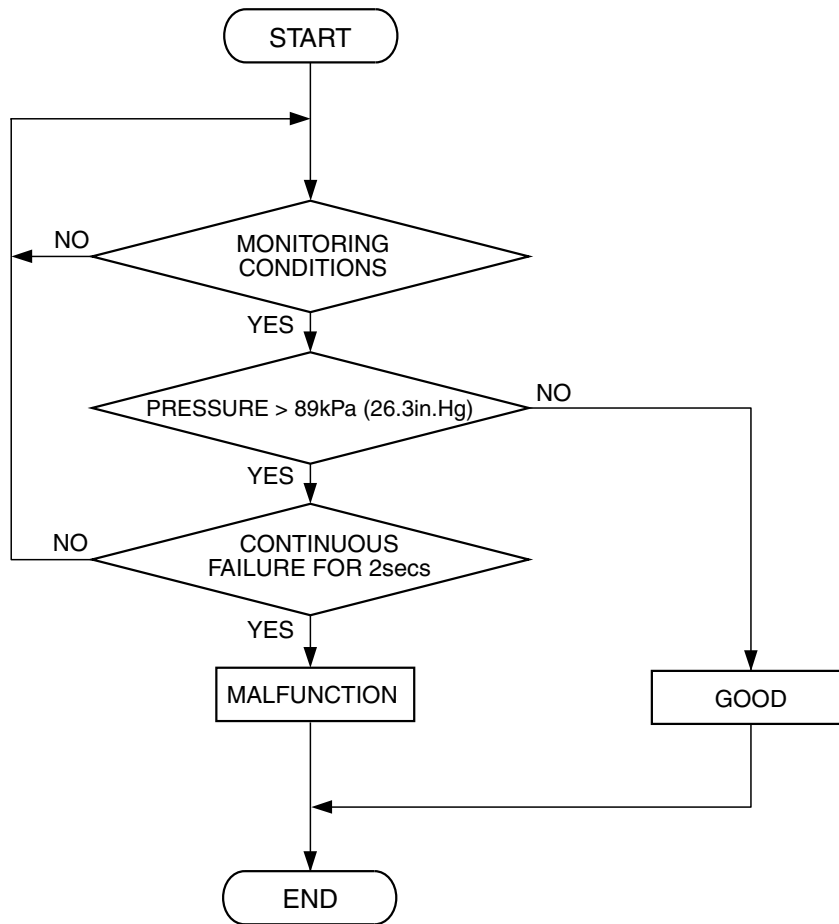 START
NO
MONITORING
CONDITIONS
YES
PRESSURE > 89kPa (26.3in.Hg)
NO
YES
NO
CONTINUOUS
FAILURE FOR 2secs
YES
MALFUNCTION
GOOD
END